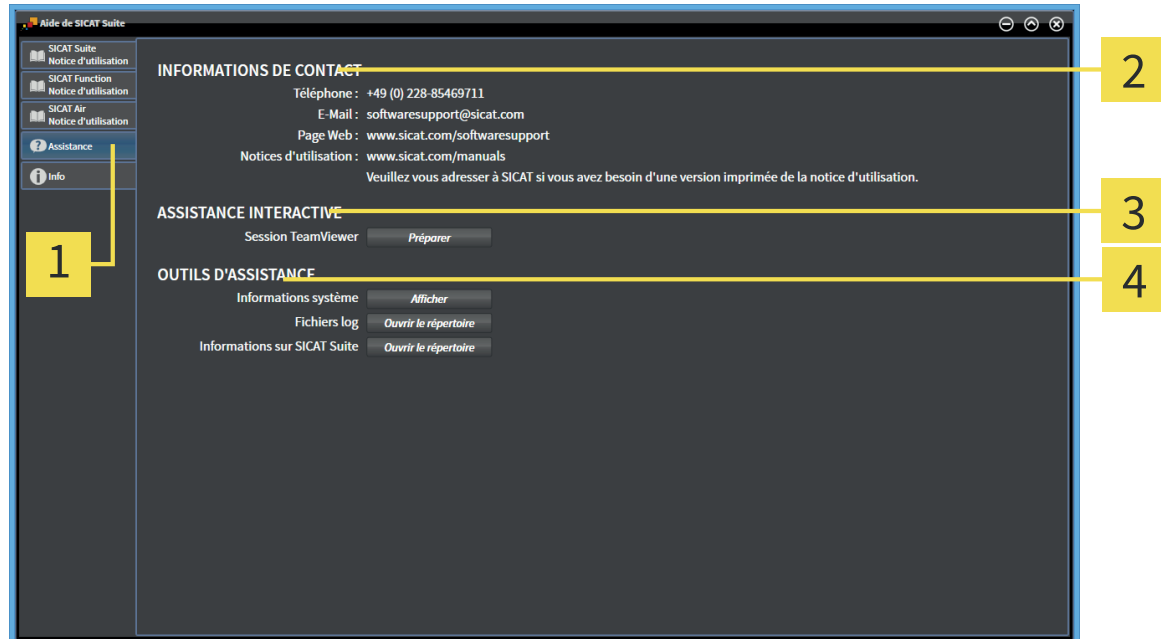 Aide de SICAT Suite
SICAT Suite
Notice d'utilisation
SICAT Function
Notice d'utilisation
SICAT Air
Notice d'utilisation
Assistance
Info
INFORMATIONS DE CONTACT
Téléphone : +49 (0) 228-85469711
E-Mail : softwaresupport@sicat.com
Page Web : www.sicat.com/softwaresupport
Notices d'utilisation : www.sicat.com/manuals
Veuillez vous adresser à SICAT si vous avez besoin d'une version imprimée de la notice d'utilisation.
ASSISTANCE INTERACTIVE
Session TeamViewer Préparer
OUTILS D'ASSISTANCE
Informations système Afficher
Fichiers log Ouvrir le répertoire
Informations sur SICAT Suite Ouvrir le répertoire
1
2
3
4